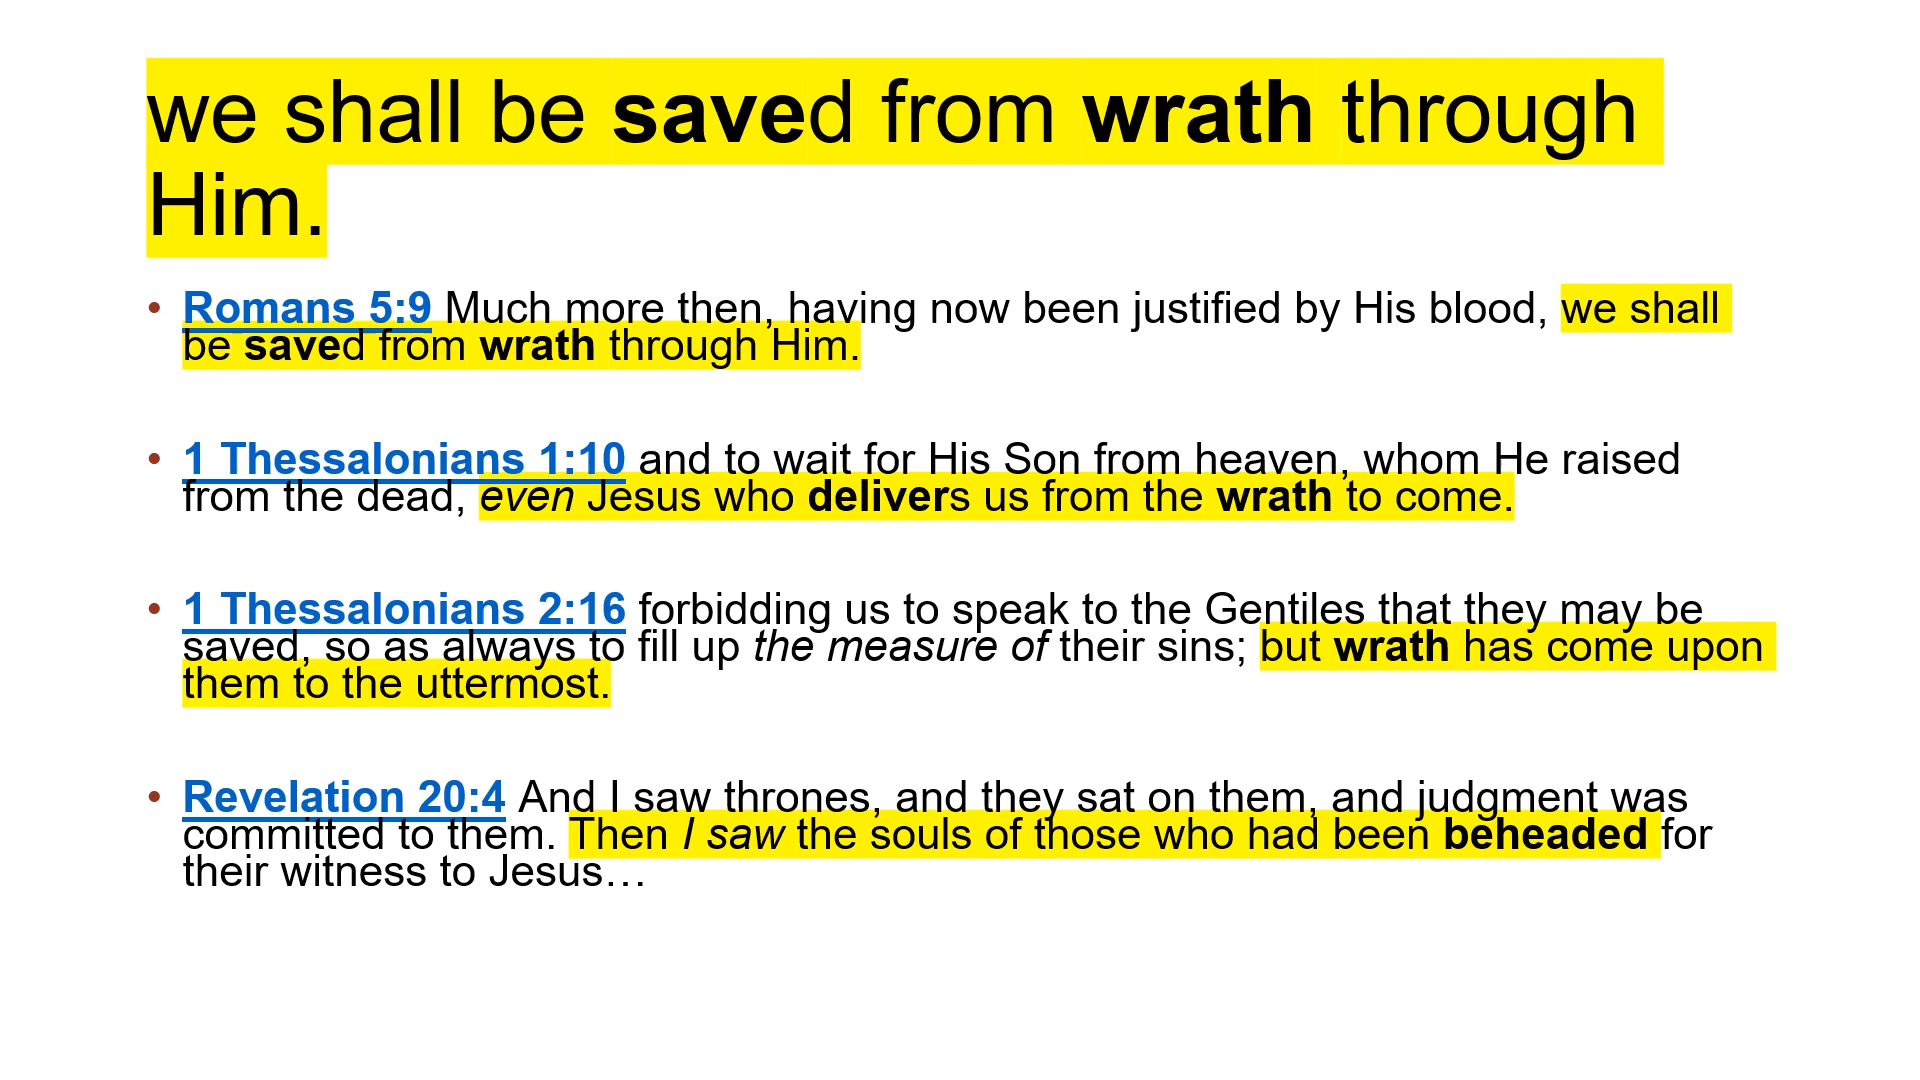 we shall be saved from wrath through
Him.
• Romans 5:9 Much more then, having now been justified by His blood, we shall
be saved from wrath through Him.
• 1 Thessalonians 1:10 and to wait for His Son from heaven, whom He raised
from the dead, even Jesus who delivers us from the wrath to come.
• 1 Thessalonians 2:16 forbidding us to speak to the Gentiles that they may be
saved, so as always to fill up the measure of their sins; but wrath has come upon
them to the uttermost.
• Revelation 20:4 And I saw thrones, and they sat on them, and judgment was
committed to them. Then I saw the souls of those who had been beheaded for
their witness to Jesus…